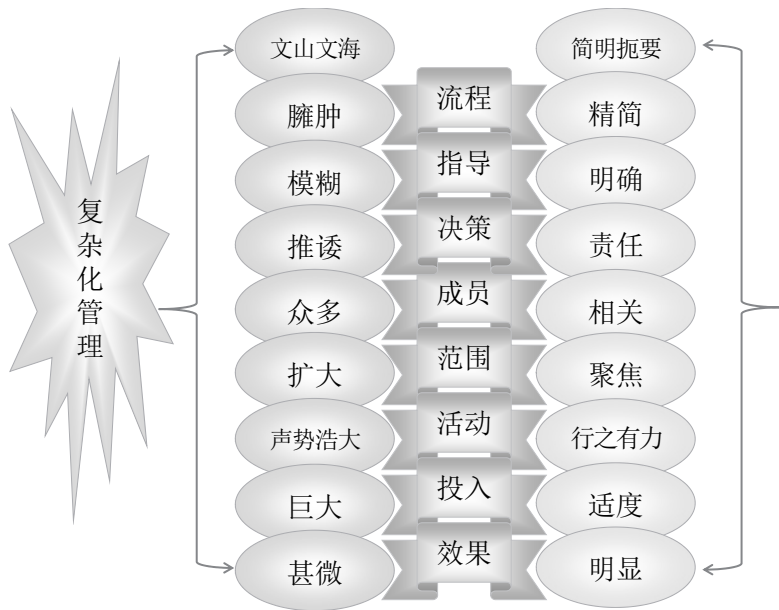 复杂化管理
文山文海
简明扼要
臃肿
流程
精简
模糊
指导
明确
推诿
决策
责任
众多
成员
相关
扩大
范围
聚焦
声势浩大
活动
行之有力
巨大
投入
适度
甚微
效果
明显